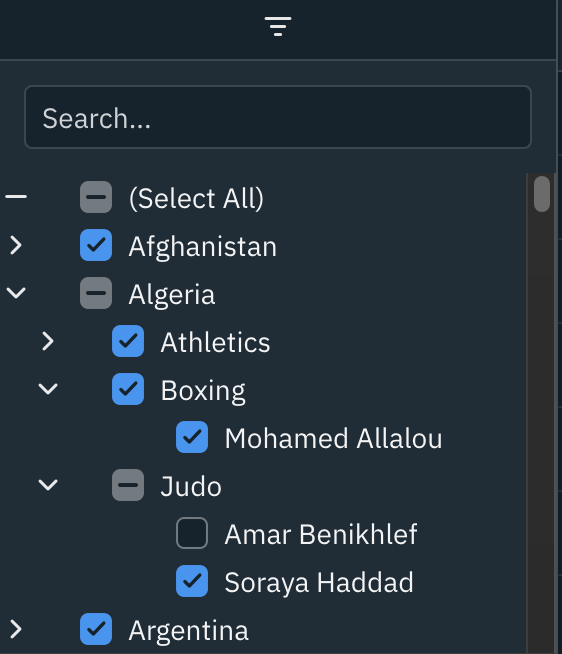 Search...
(Select All)
Afghanistan
Algeria
Athletics
Boxing
Mohamed Allalou
Judo
Amar Benikhlef
Soraya Haddad
Argentina